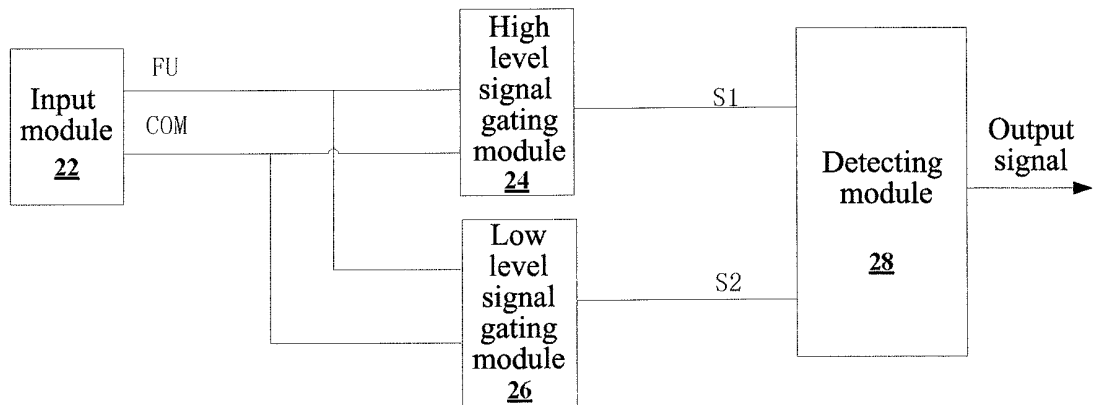 Input
module
22
FU
COM
High
level
signal
gating
module
24
Low
level
signal
gating
module
26
S1
S2
Detecting
module
28
Output
signal